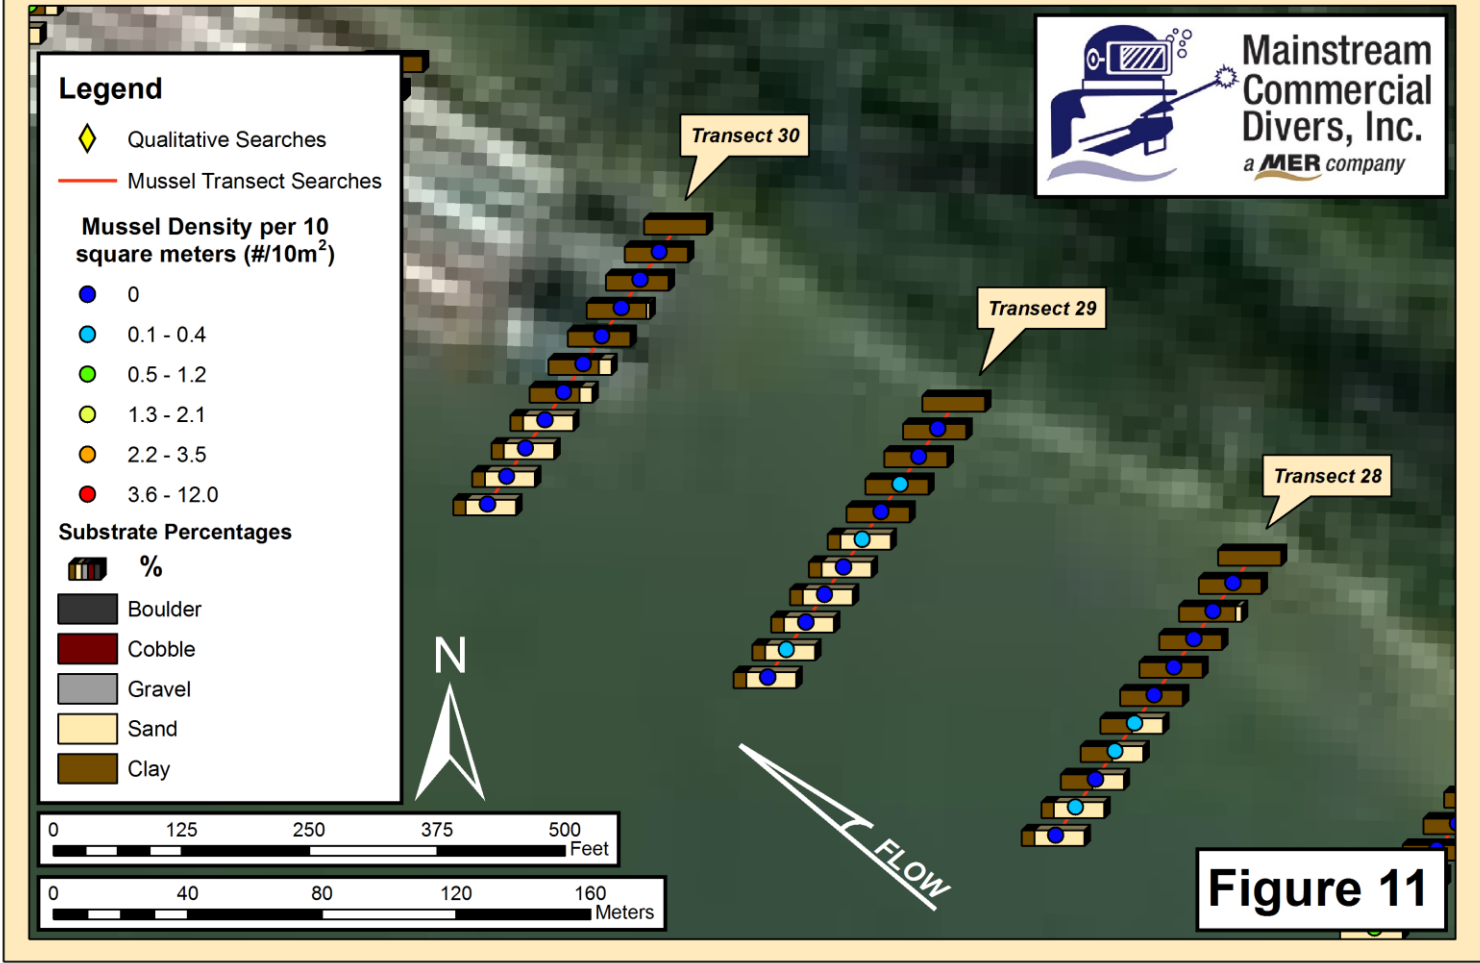 Legend
Qualitative Searches
Mussel Transect Searches
Mussel Density per 10
square meters (#/10m²)
0
0.1 - 0.4
0.5 - 1.2
1.3 - 2.1
2.2 - 3.5
3.6 - 12.0
Substrate Percentages
%
Boulder
Cobble
Gravel
Sand
Clay
0 125 250 375 500
Feet
0 40 80 120 160
Meters
N
FLOW
Transect 30
Transect 29
Transect 28
Mainstream
Commercial
Divers, Inc.
a MER company
Figure 11